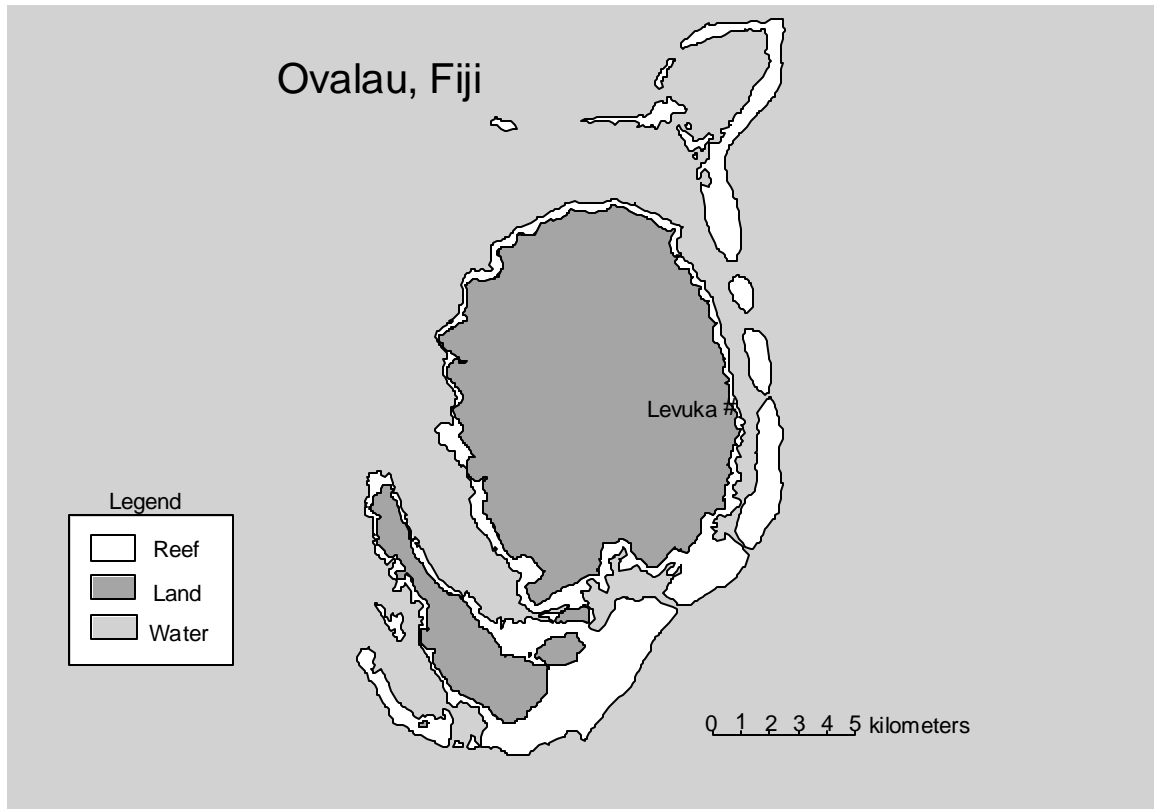 Ovalau, Fiji
Levuka #
Legend
Reef
Land
Water
0 1 2 3 4 5 kilometers